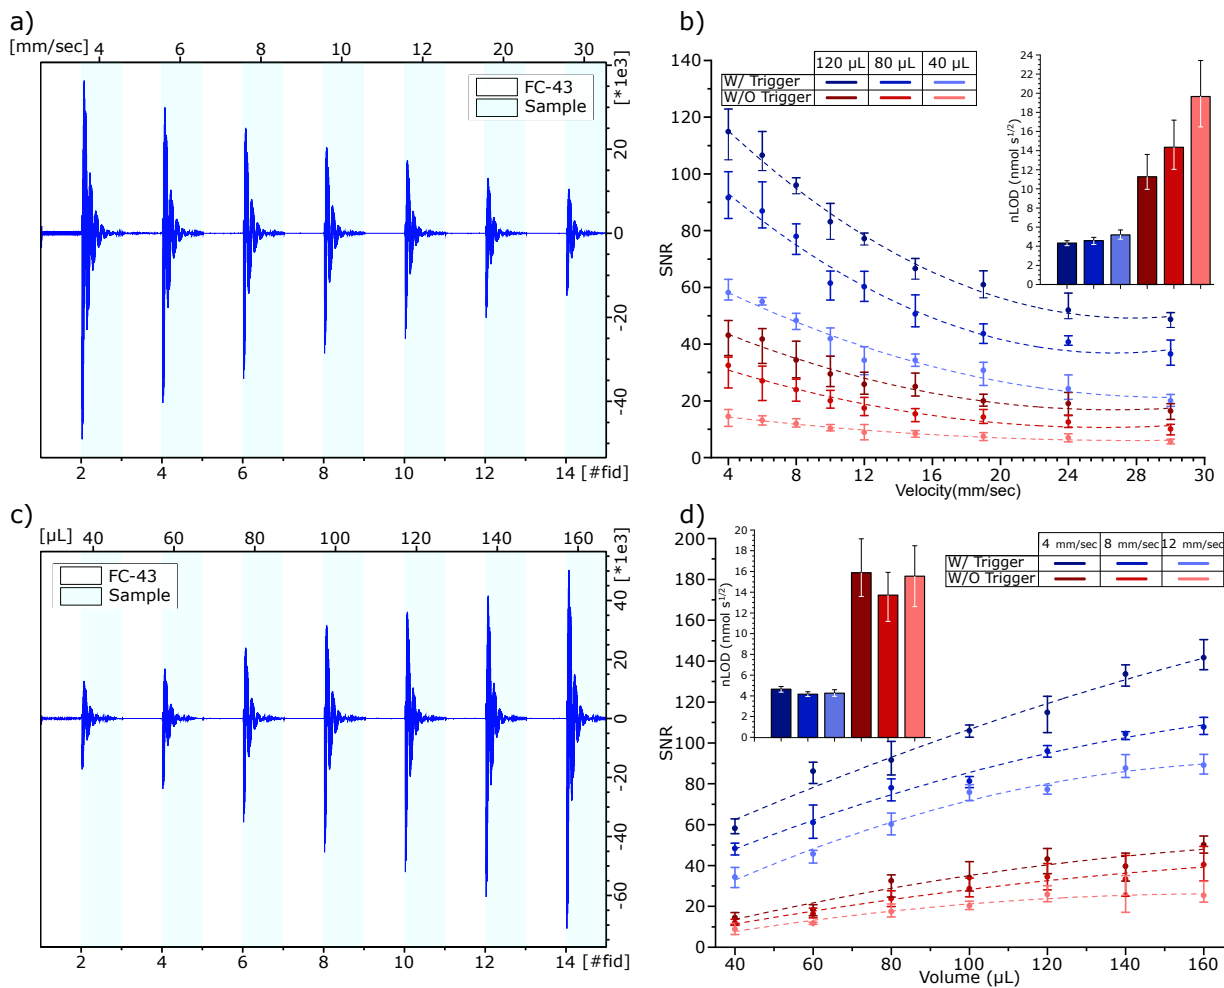 a)
[mm/sec] 4 6 8 10 12 20 30
[*1e3]
FC-43
Sample
20
0
-20
-40
2 4 6 8 10 12 14 [#fid]
b)
120 µL 80 µL 40 µL
W/ Trigger
W/O Trigger
SNR
140
120
100
80
60
40
20
0
4 8 12 16 20 24 28 30
Velocity(mm/sec)
nLOD (nmol s1/2)
24
22
20
18
16
14
12
10
8
6
4
2
0
c)
[µL] 40 60 80 100 120 140 160
[*1e3]
FC-43
Sample
40
20
0
-20
-40
-60
2 4 6 8 10 12 14 [#fid]
d)
4 mm/sec 8 mm/sec 12 mm/sec
W/ Trigger
W/O Trigger
SNR
200
180
160
140
120
100
80
60
40
20
0
40 60 80 100 120 140 160
Volume (µL)
nLOD (nmol s1/2)
20
18
16
14
12
10
8
6
4
2
0